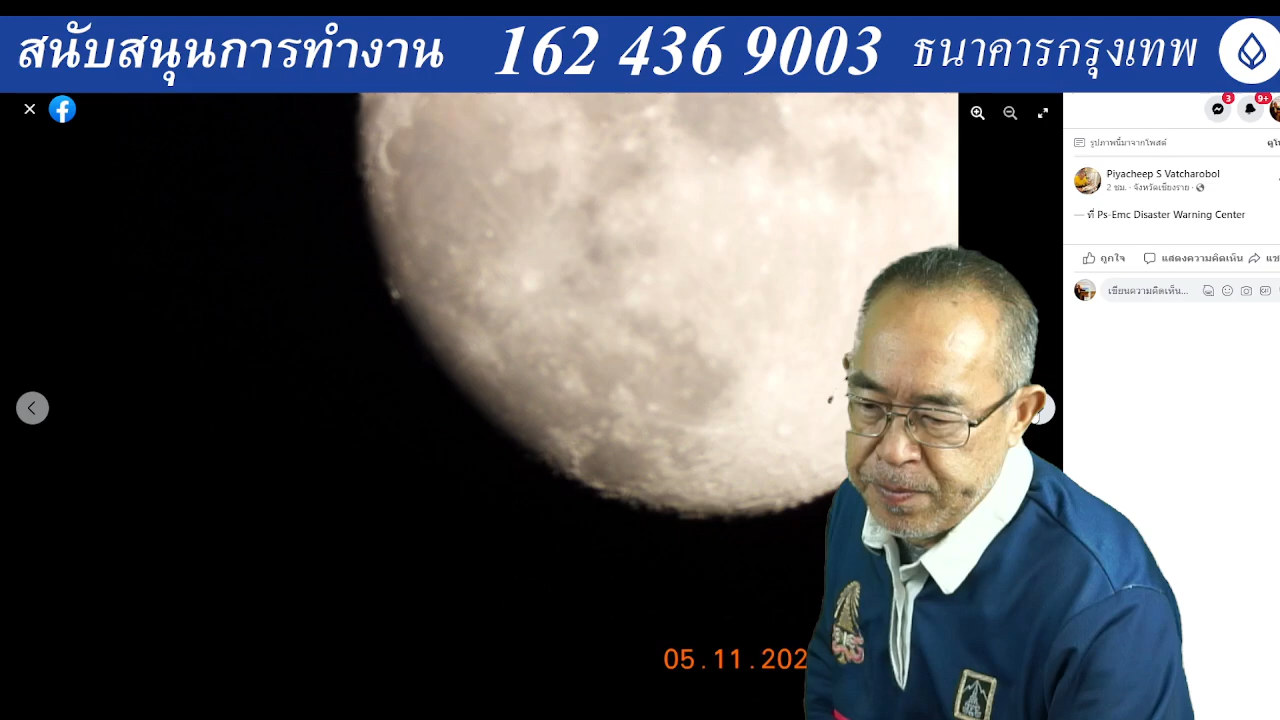 สนับสนุนการทำงาน 162 436 9003 ธนาคารกรุงเทพ
3 9+
รูปภาพนี้มาจากโพสต์
Piyacheep S Vatcharobol
2 ชม. · จังหวัดเชียงราย ·
— ที่ Ps-Emc Disaster Warning Center
ถูกใจ แสดงความคิดเห็น
เขียนความคิดเห็น...
05.11.202